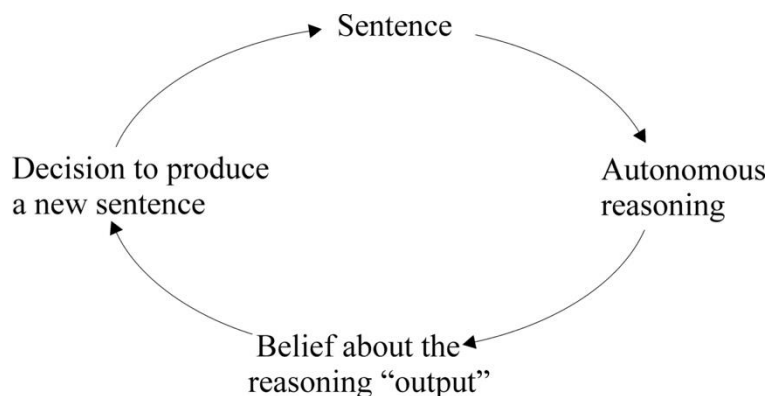 Sentence
Autonomous
reasoning
Belief about the
reasoning “output”
Decision to produce
a new sentence